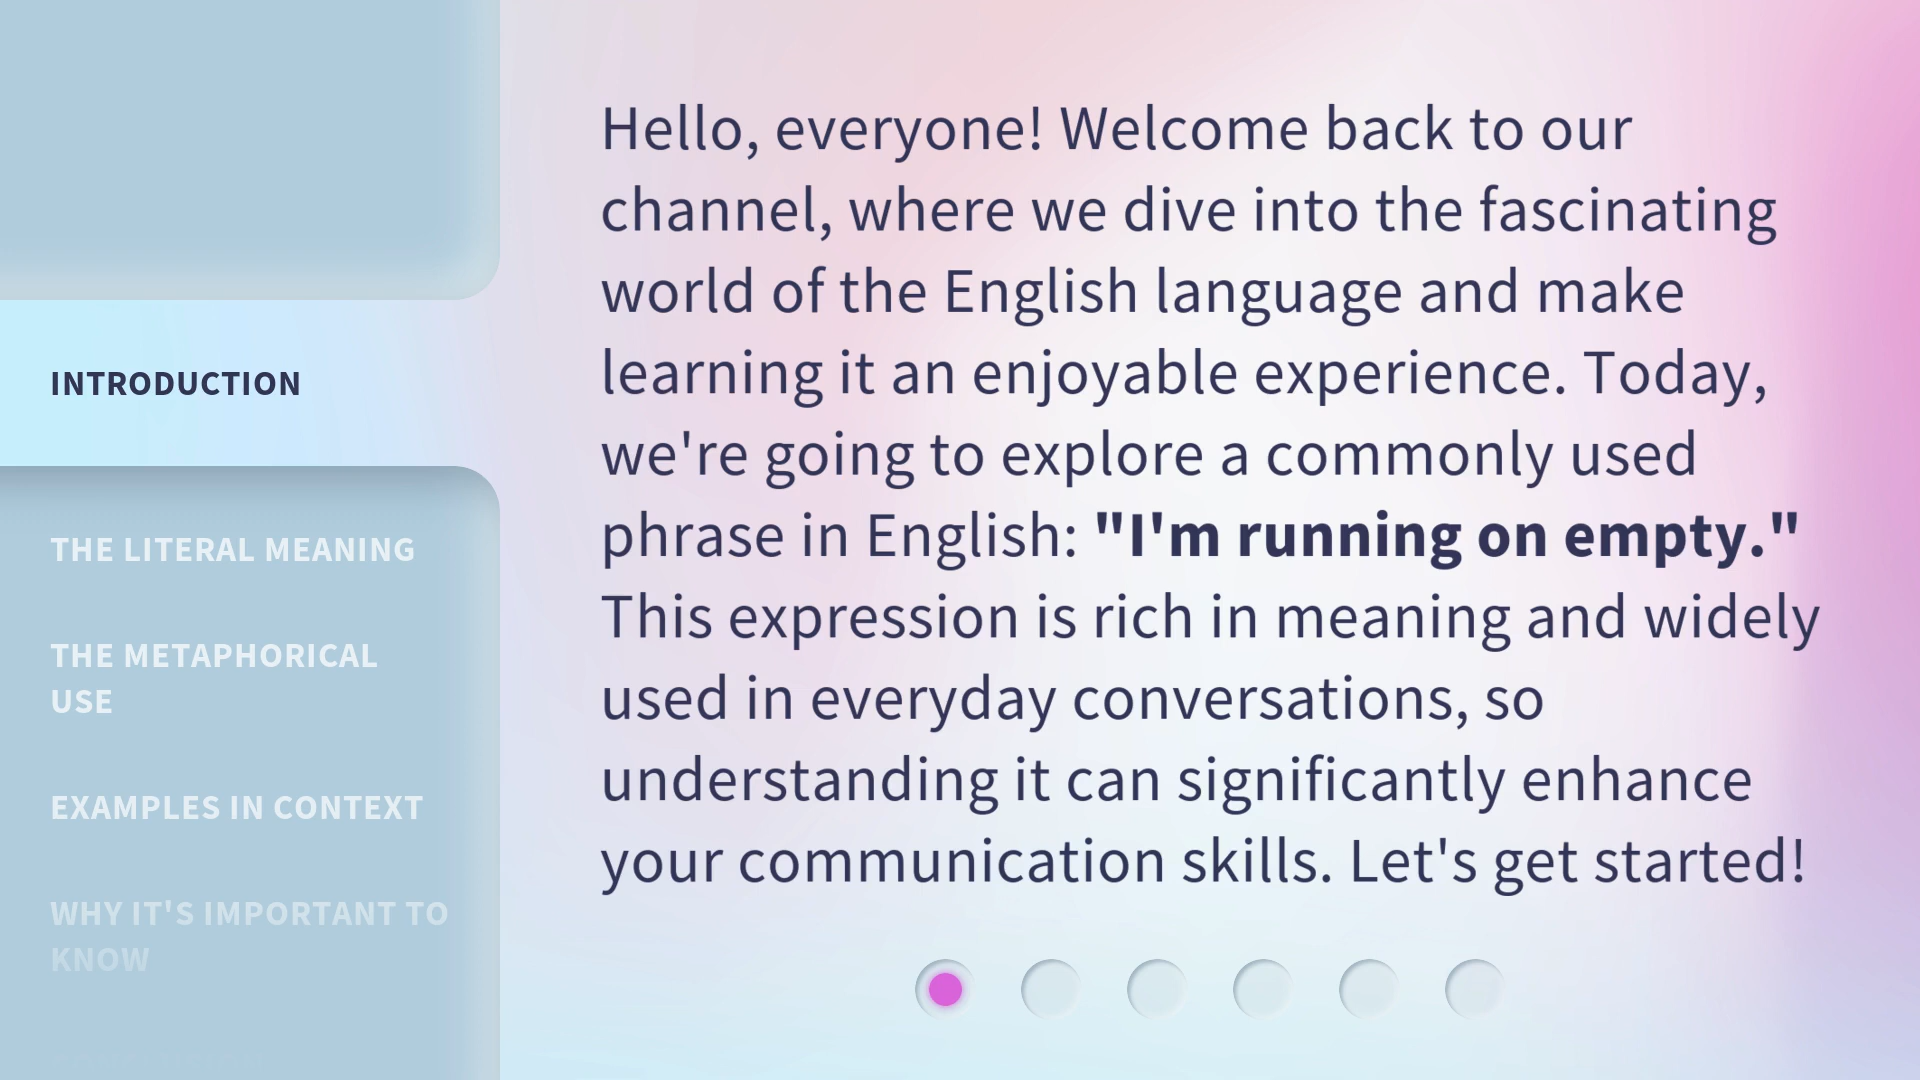 INTRODUCTION
THE LITERAL MEANING
THE METAPHORICAL
USE
EXAMPLES IN CONTEXT
WHY IT'S IMPORTANT TO
KNOW
CONCLUSION
Hello, everyone! Welcome back to our
channel, where we dive into the fascinating
world of the English language and make
learning it an enjoyable experience. Today,
we're going to explore a commonly used
phrase in English: "I'm running on empty."
This expression is rich in meaning and widely
used in everyday conversations, so
understanding it can significantly enhance
your communication skills. Let's get started!